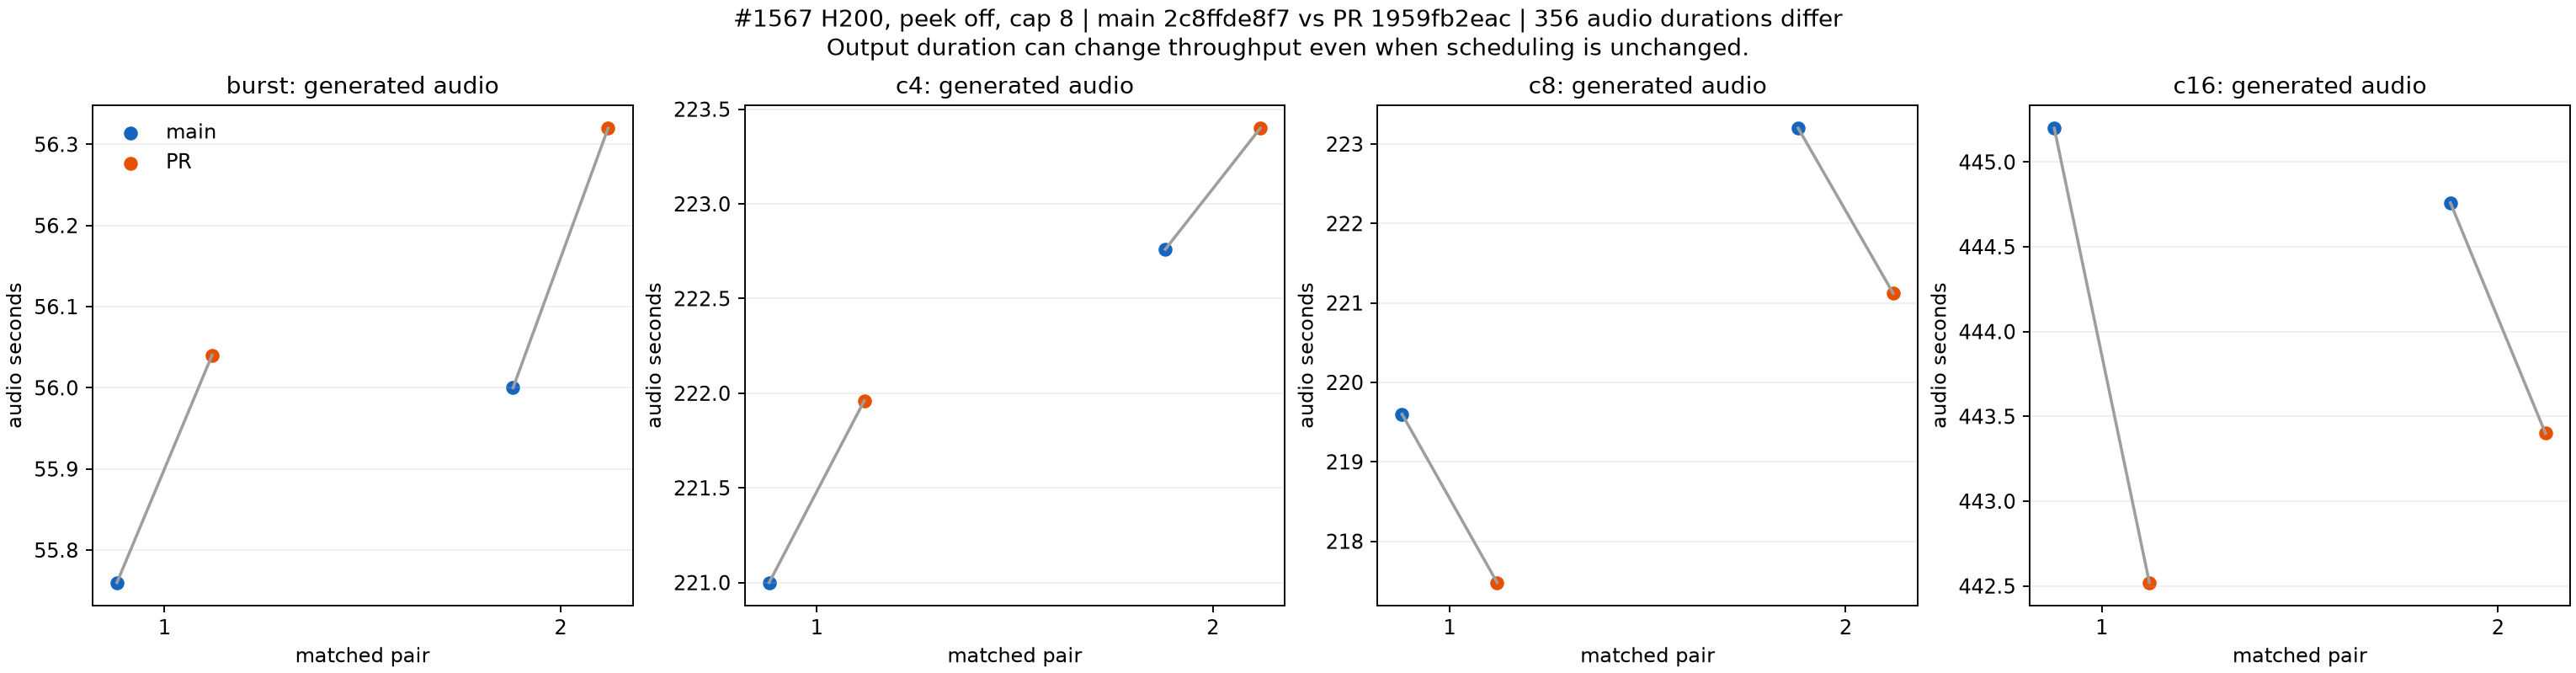 #1567 H200, peek off, cap 8 | main 2c8ffde8f7 vs PR 1959fb2eac | 356 audio durations differ
Output duration can change throughput even when scheduling is unchanged.
burst: generated audio
main
PR
56.3
56.2
56.1
56.0
55.9
55.8
audio seconds
1
2
matched pair
c4: generated audio
223.5
223.0
222.5
222.0
221.5
221.0
audio seconds
1
2
matched pair
c8: generated audio
223
222
221
220
219
218
audio seconds
1
2
matched pair
c16: generated audio
445.0
444.5
444.0
443.5
443.0
442.5
audio seconds
1
2
matched pair